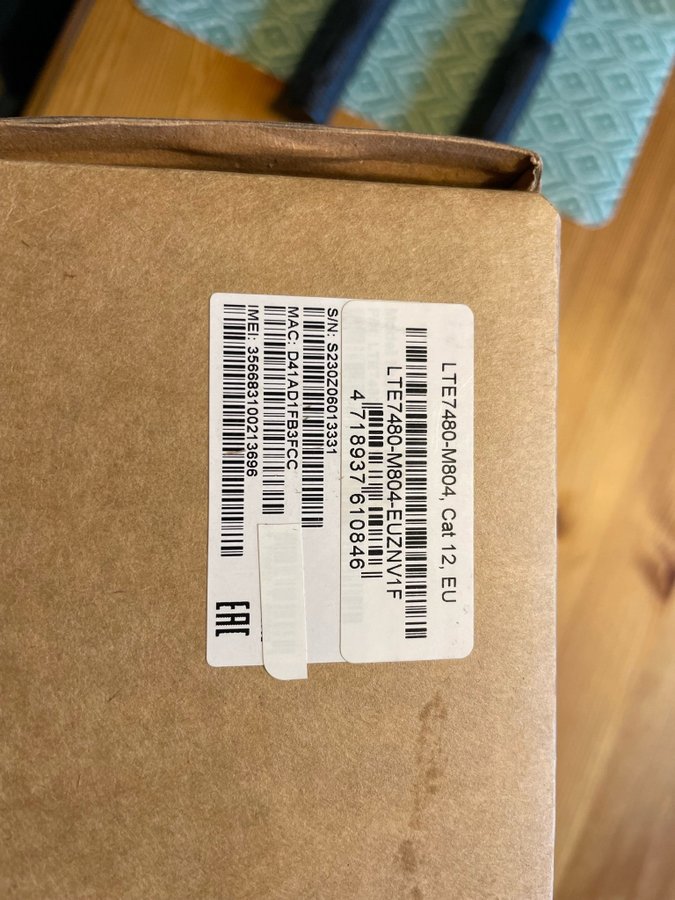 LTE7480-M804, Cat 12, EU
LTE7480-M804-EUZNV1F
4 718937 610846
S/N: S230Z06013331
MAC: D41AD1FB3FCC
IMEI: 356683100213696
EAC